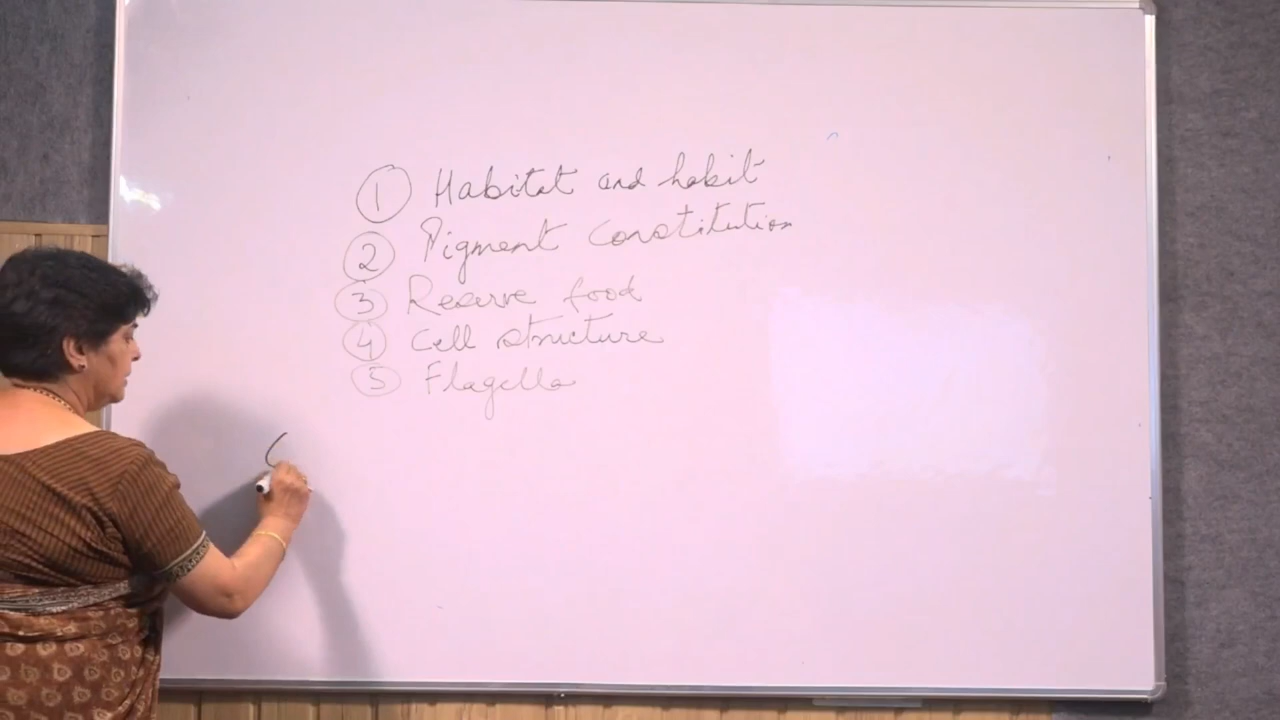 1 Habitat and habit
2 Pigment constitution
3 Reserve food
4 Cell structure
5 Flagella